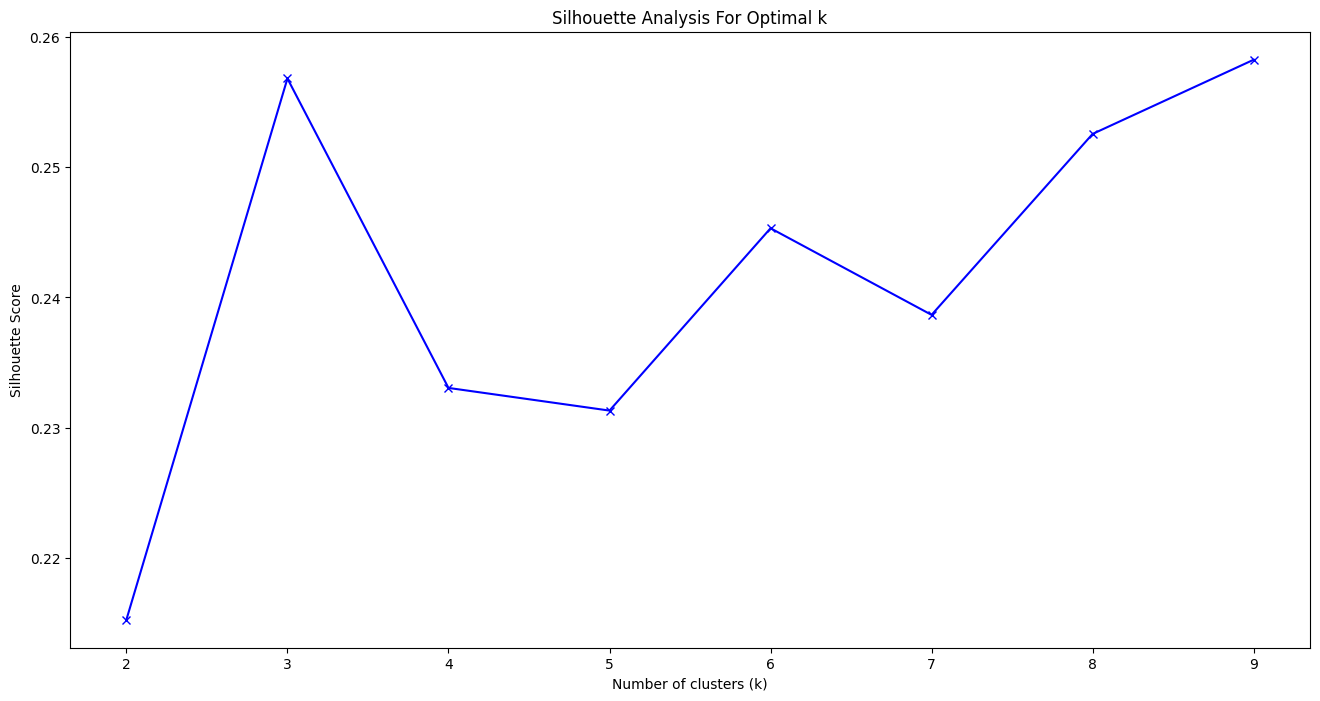 Silhouette Analysis For Optimal k
0.26
0.25
0.24
0.23
0.22
Silhouette Score
2 3 4 5 6 7 8 9
Number of clusters (k)